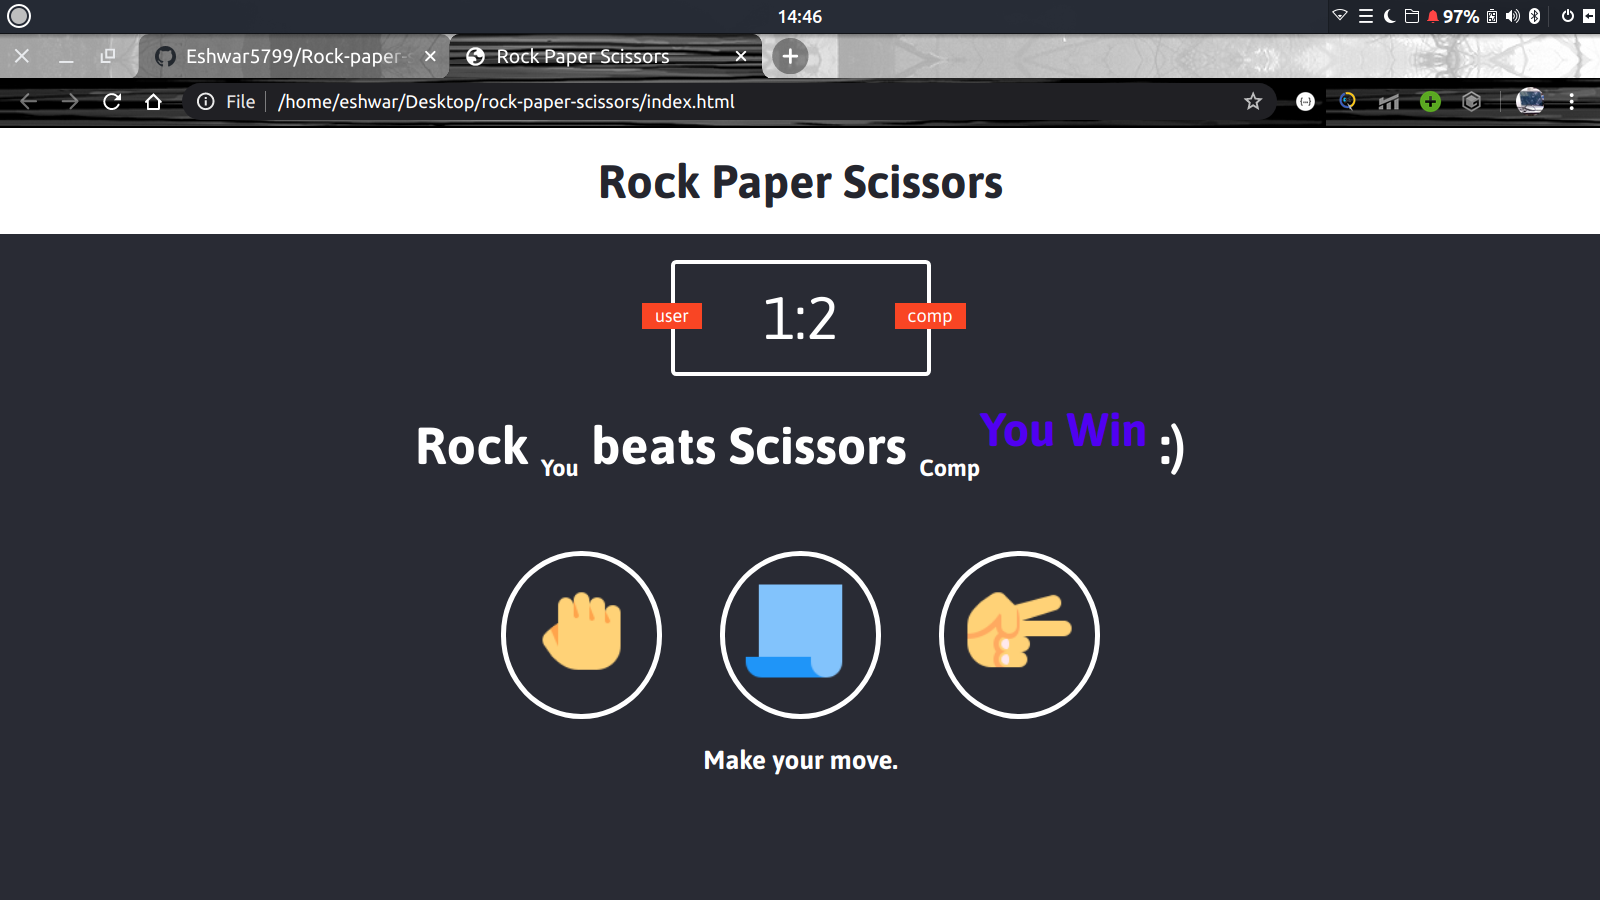 14:46
97%
Eshwar5799/Rock-paper-s
Rock Paper Scissors
File
/home/eshwar/Desktop/rock-paper-scissors/index.html
Rock Paper Scissors
user 1:2 comp
Rock You beats Scissors Comp You Win :)
Make your move.